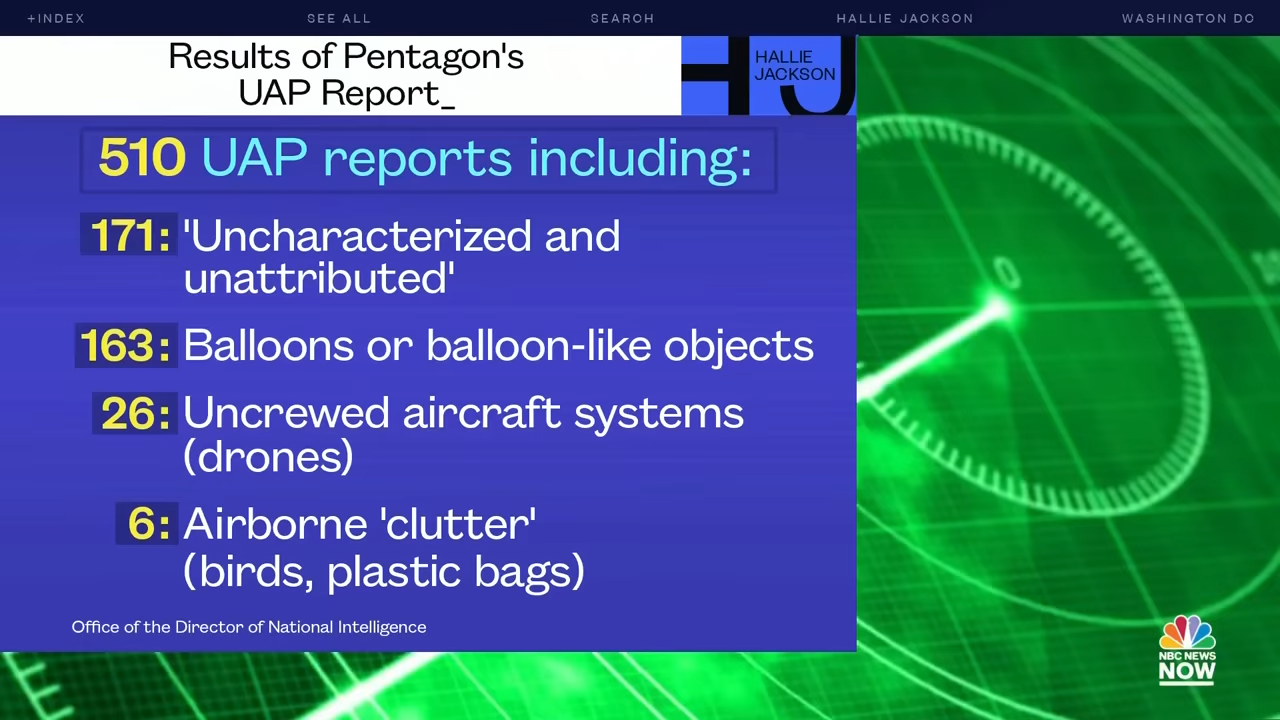 +INDEX
SEE ALL
SEARCH
HALLIE JACKSON
WASHINGTON DC
Results of Pentagon's
UAP Report_
HJ
HALLIE
JACKSON
510 UAP reports including:
171: 'Uncharacterized and
unattributed'
163: Balloons or balloon-like objects
26: Uncrewed aircraft systems
(drones)
6: Airborne 'clutter'
(birds, plastic bags)
Office of the Director of National Intelligence
0
NBC NEWS
NOW